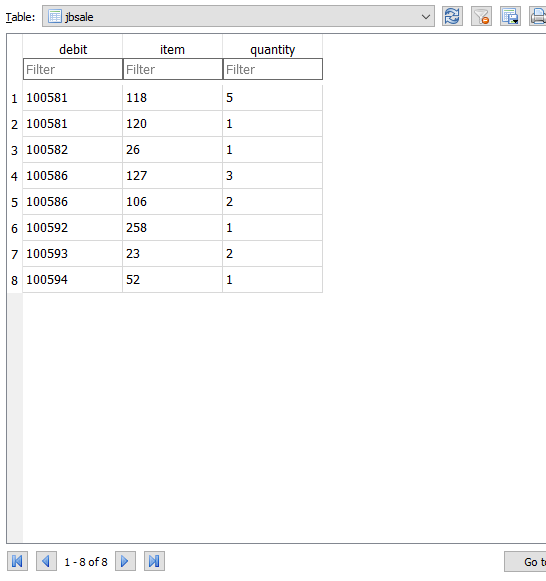 Table: jbsale
debit item quantity
Filter Filter Filter
1 100581 118 5
2 100581 120 1
3 100582 26 1
4 100586 127 3
5 100586 106 2
6 100592 258 1
7 100593 23 2
8 100594 52 1
1 - 8 of 8 Go